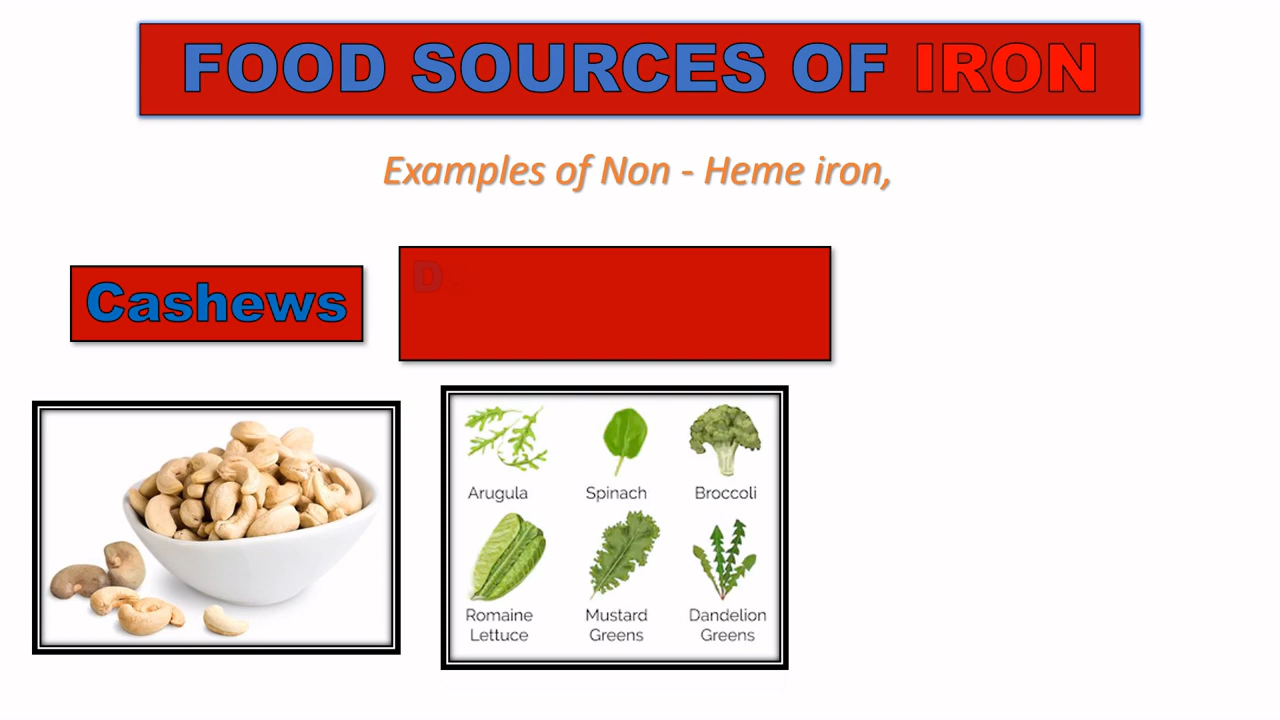 FOOD SOURCES OF IRON
Examples of Non - Heme iron,
Cashews
D
Arugula Spinach Broccoli
Romaine Lettuce
Mustard Greens
Dandelion Greens